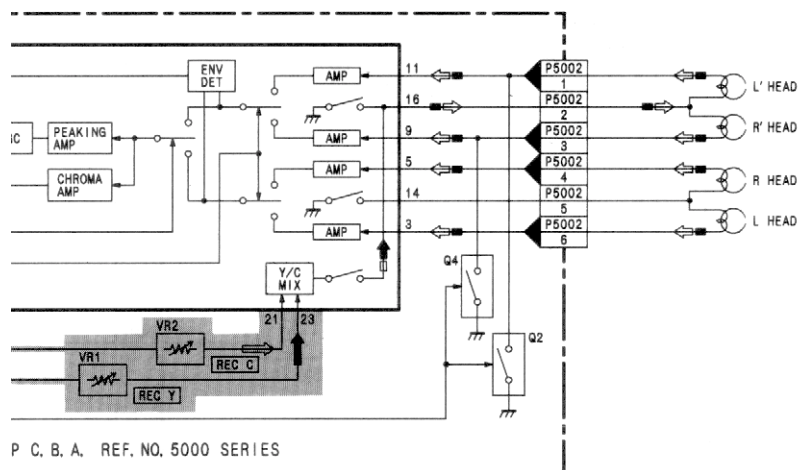 11
P5002
1
L' HEAD
ENV
DET
AMP
16
P5002
2
R' HEAD
GC
PEAKING
AMP
9
P5002
3
AMP
5
P5002
4
R HEAD
CHROMA
AMP
AMP
14
P5002
5
3
P5002
6
L HEAD
AMP
Q4
Y/C
MIX
21
23
VR2
REC C
Q2
VR1
REC Y
P C. B. A. REF. NO. 5000 SERIES